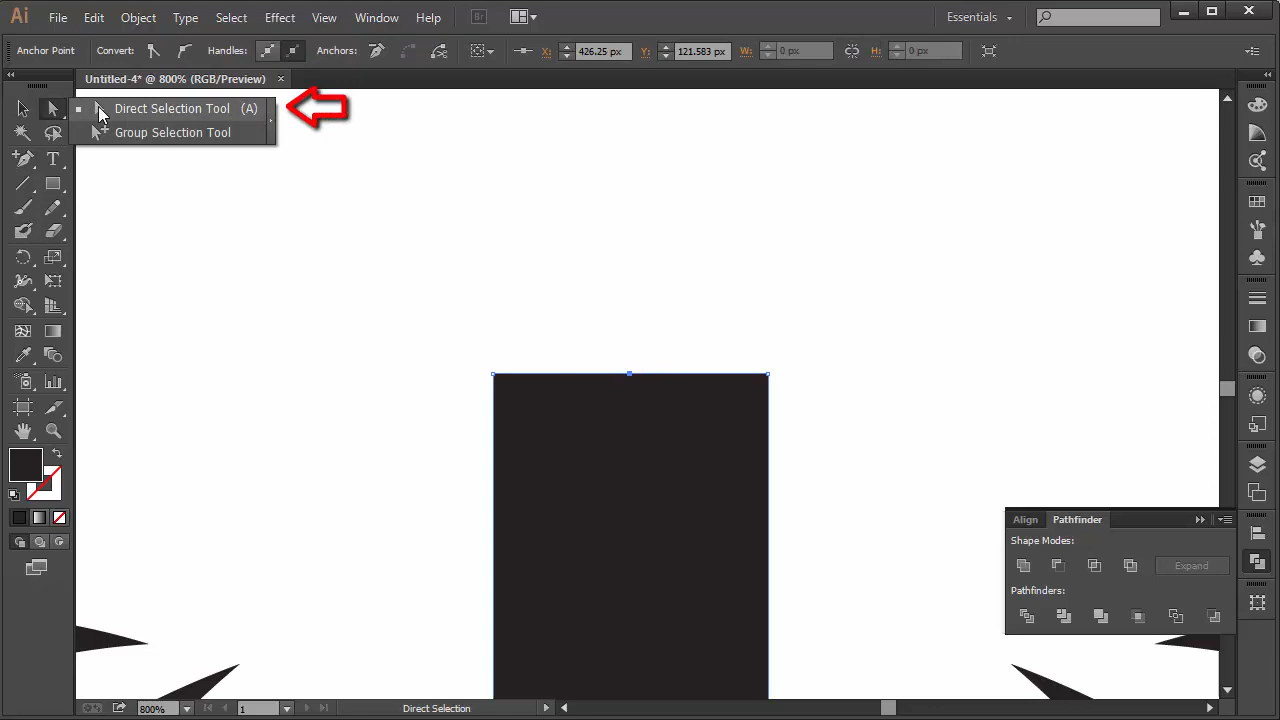 Ai File Edit Object Type Select Effect View Window Help Br Essentials
Anchor Point Convert: Handles: Anchors: X: 426.25 px Y: 121.583 px W: 0 px H: 0 px
Untitled-4* @ 800% (RGB/Preview) ×
Direct Selection Tool (A)
Group Selection Tool
T
Align Pathfinder
Shape Modes:
Expand
Pathfinders:
800% 1 Direct Selection